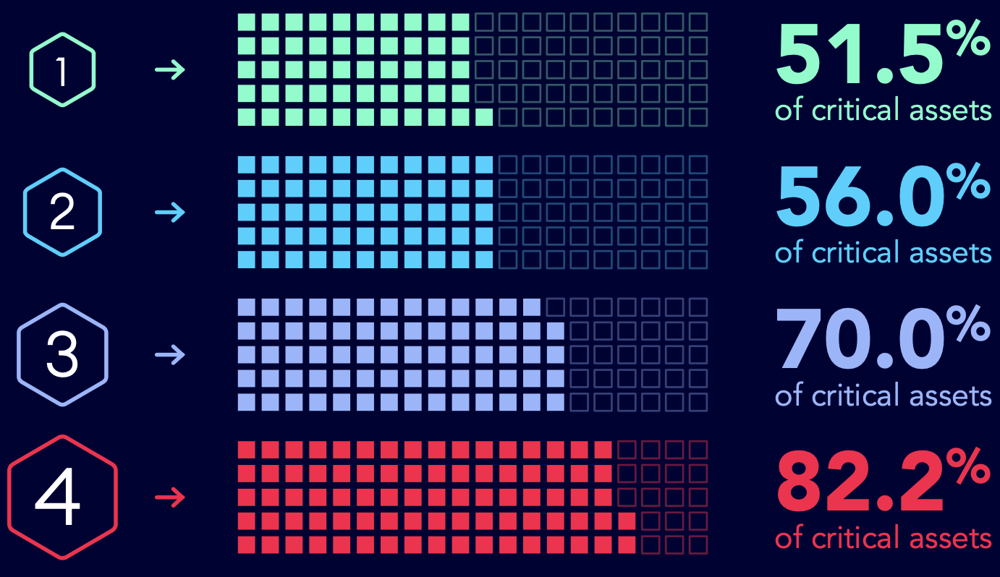 1
51.5%
of critical assets
2
56.0%
of critical assets
3
70.0%
of critical assets
4
82.2%
of critical assets